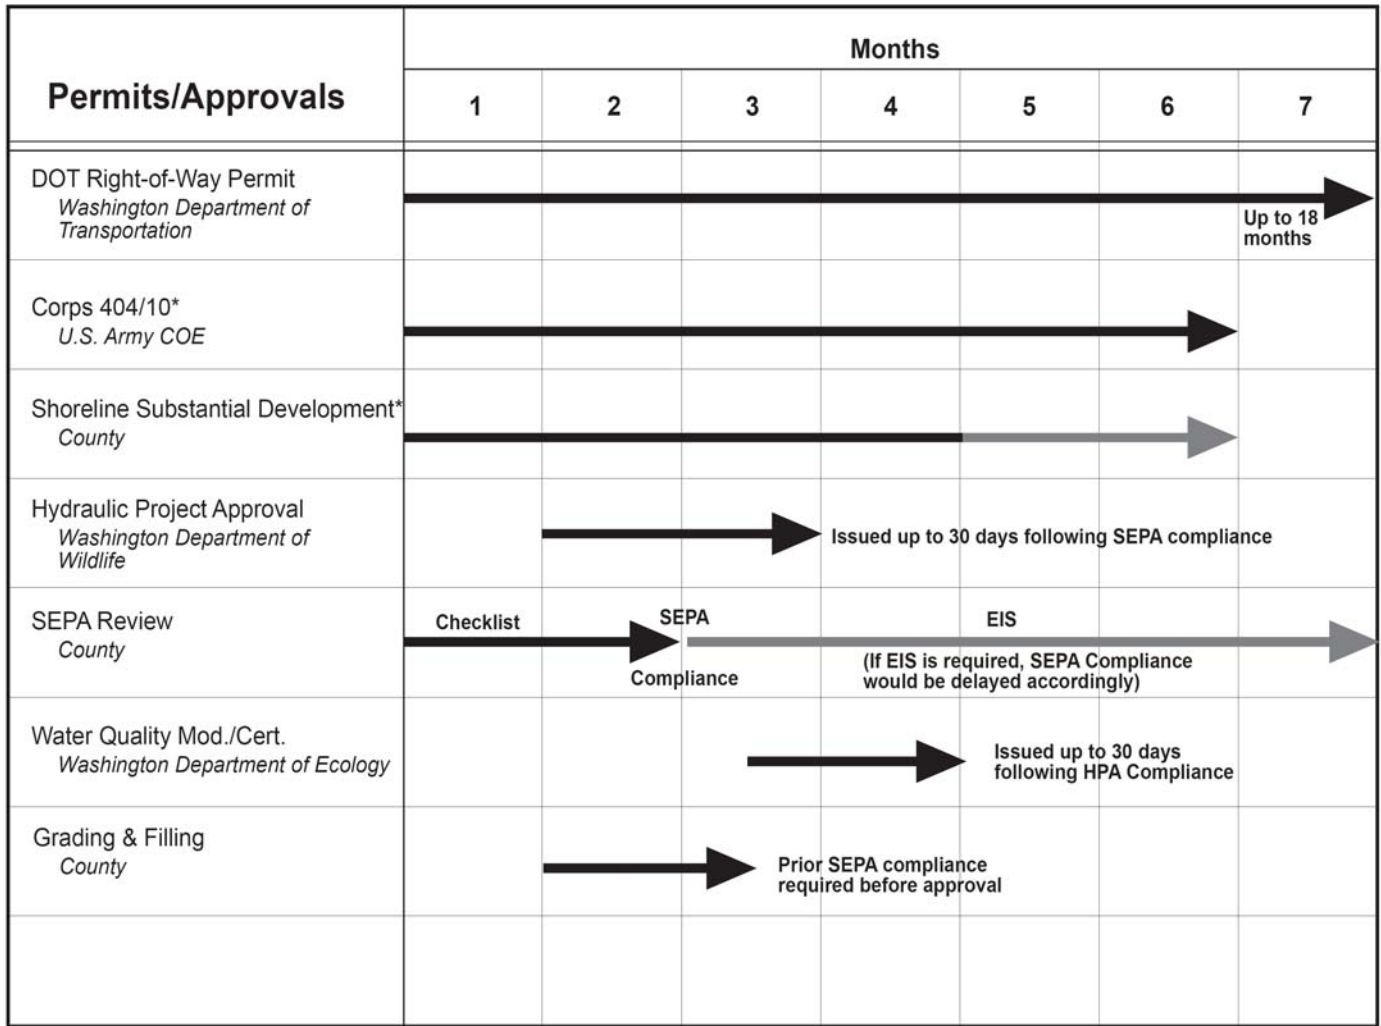 Permits/Approvals
Months
1 2 3 4 5 6 7
DOT Right-of-Way Permit
Washington Department of
Transportation
Up to 18
months
Corps 404/10*
U.S. Army COE
Shoreline Substantial Development*
County
Hydraulic Project Approval
Washington Department of
Wildlife
Issued up to 30 days following SEPA compliance
SEPA Review
County
Checklist
SEPA
Compliance
EIS
(If EIS is required, SEPA Compliance
would be delayed accordingly)
Water Quality Mod./Cert.
Washington Department of Ecology
Issued up to 30 days
following HPA Compliance
Grading & Filling
County
Prior SEPA compliance
required before approval